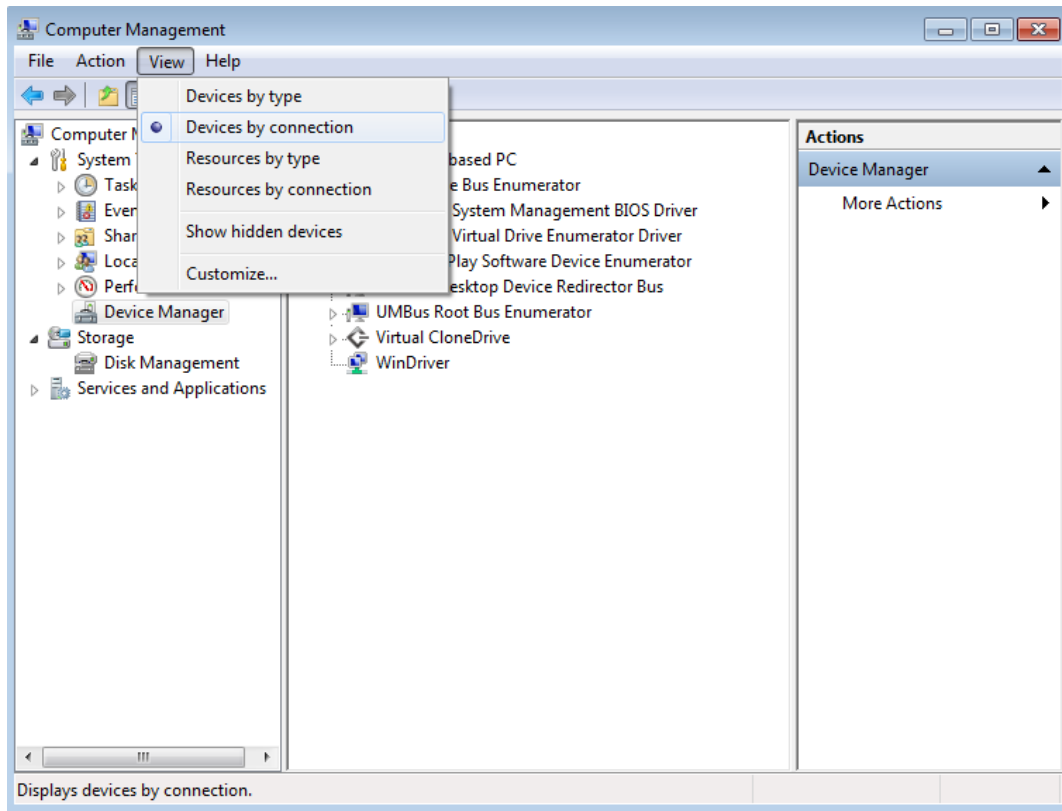 Computer Management
File Action View Help
Devices by type
Devices by connection
Resources by type
Resources by connection
Show hidden devices
Customize...
Computer
System
Task
Even
Shar
Loca
Perf
Device Manager
Storage
Disk Management
Services and Applications
based PC
e Bus Enumerator
System Management BIOS Driver
Virtual Drive Enumerator Driver
Play Software Device Enumerator
esktop Device Redirector Bus
UMBus Root Bus Enumerator
Virtual CloneDrive
WinDriver
Actions
Device Manager
More Actions
Displays devices by connection.